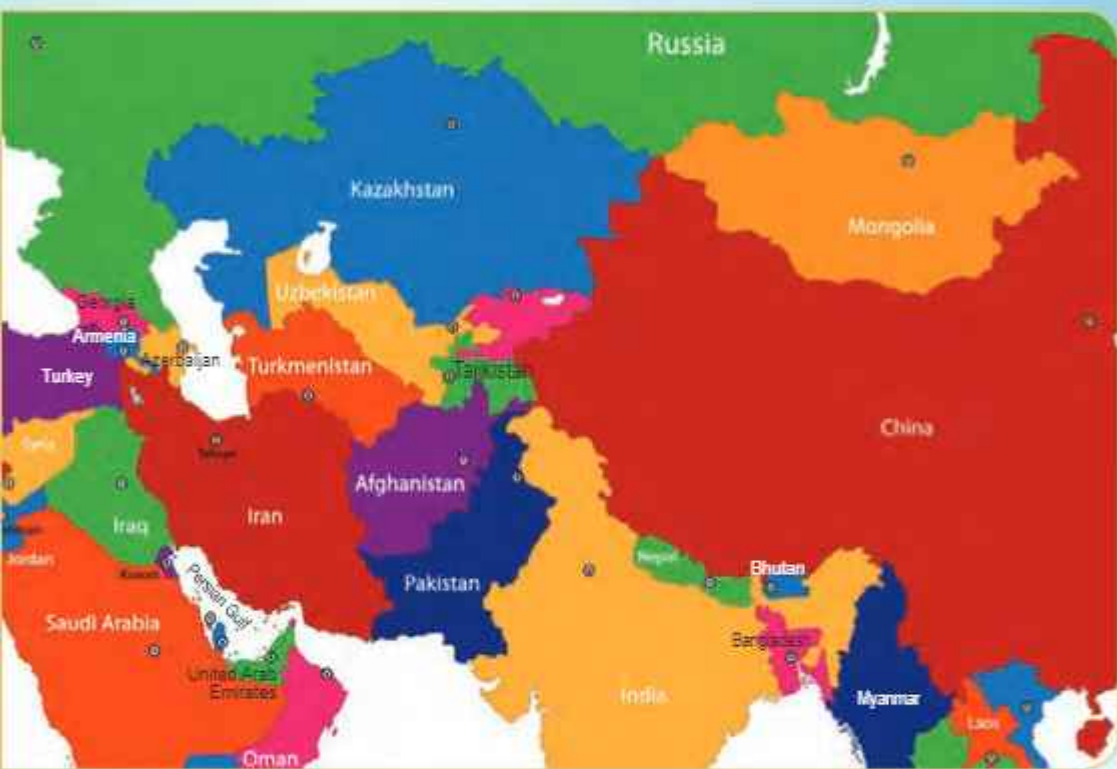 Russia
Kazakhstan
Mongolia
Uzbekistan
Georgia
Armenia
Azerbaijan
Turkey
Turkmenistan
Tajikistan
China
Syria
Tehran
Afghanistan
Iraq
Iran
Jordan
Kuwait
Persian Gulf
Pakistan
Nepal
Bhutan
Saudi Arabia
Bangladesh
United Arab
Emirates
India
Myanmar
Laos
Oman